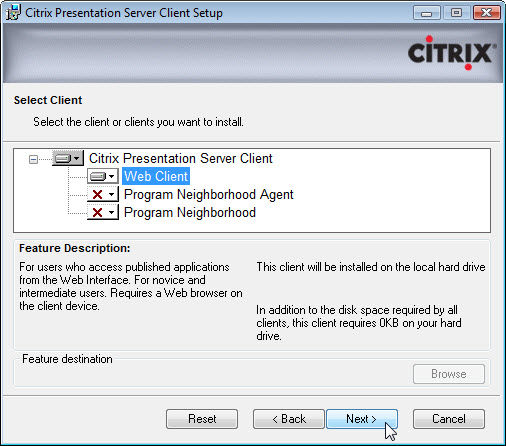 Citrix Presentation Server Client Setup
CITRIX
Select Client
Select the client or clients you want to install.
Citrix Presentation Server Client
Web Client
Program Neighborhood Agent
Program Neighborhood
Feature Description:
For users who access published applications
from the Web Interface. For novice and
intermediate users. Requires a Web browser on
the client device.
This client will be installed on the local hard drive
In addition to the disk space required by all
clients, this client requires 0KB on your hard
drive.
Feature destination
Browse
Reset
< Back
Next >
Cancel